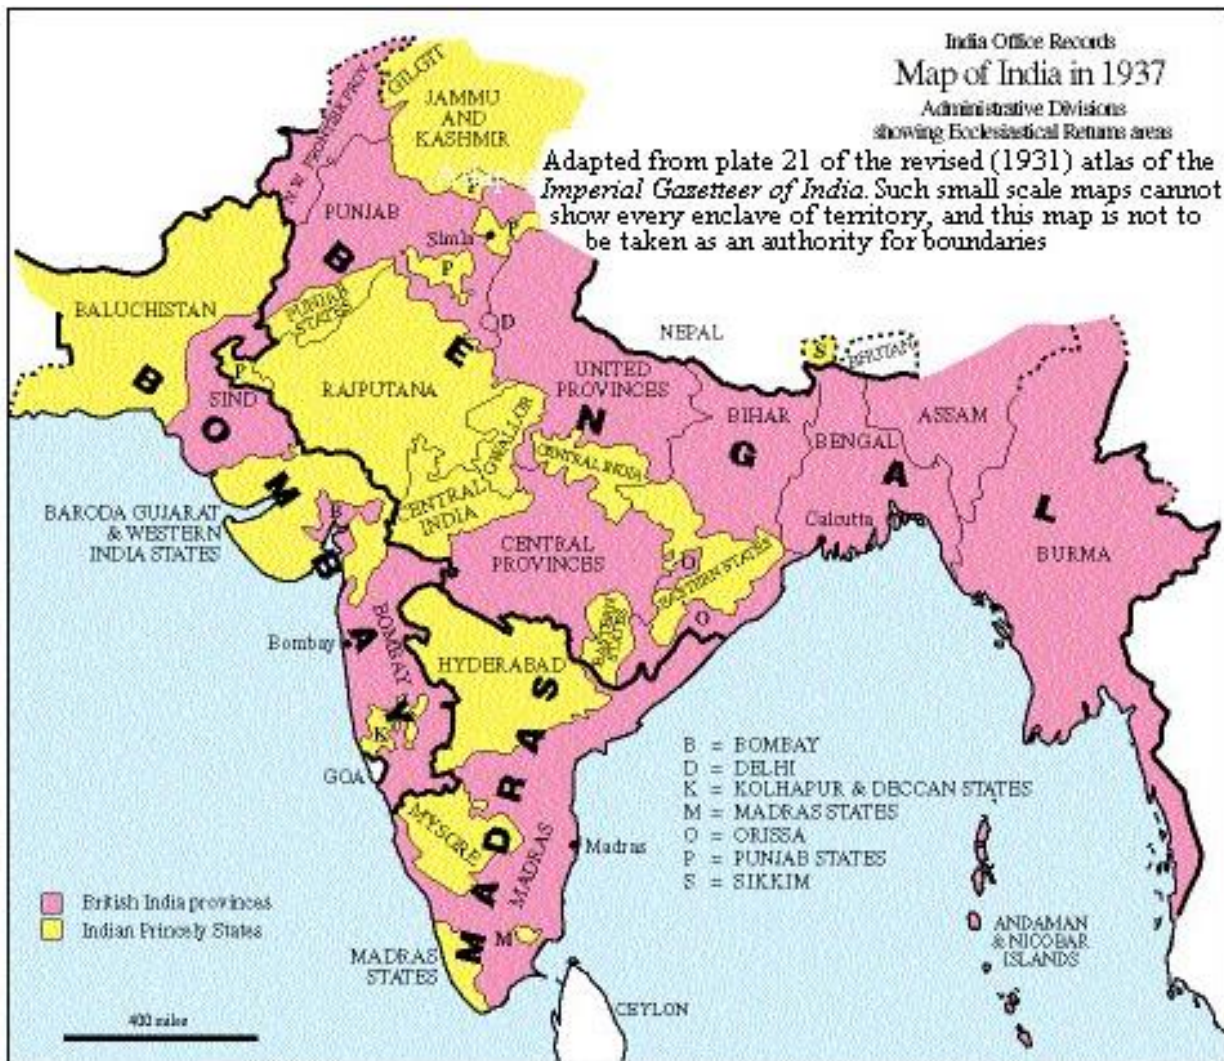 India Office Records
Map of India in 1937
Administrative Divisions
showing Ecclesiastical Returns areas
Adapted from plate 21 of the revised (1931) atlas of the
Imperial Gazetteer of India. Such small scale maps cannot
show every enclave of territory, and this map is not to
be taken as an authority for boundaries
GILGIT
JAMMU
AND
KASHMIR
N.W. FRONTIER PROV
P
PUNJAB
Simla
P
P
BALUCHISTAN
PUNJAB
STATES
D
NEPAL
S
BHUTAN
P
SIND
RAJPUTANA
UNITED
PROVINCES
GWALIOR
BIHAR
BENGAL
ASSAM
CENTRAL INDIA
CENTRAL
INDIA
BARODA GUJARAT
& WESTERN
INDIA STATES
B
Calcutta
CENTRAL
PROVINCES
O
EASTERN STATES
BURMA
EASTERN
STATES
O
Bombay
BOMBAY
HYDERABAD
K
GOA
MYSORE
MADRAS
Madras
M
MADRAS
STATES
CEYLON
BENGAL
BOMBAY
MADRAS
B = BOMBAY
D = DELHI
K = KOLHAPUR & DECCAN STATES
M = MADRAS STATES
O = ORISSA
P = PUNJAB STATES
S = SIKKIM
ANDAMAN
& NICOBAR
ISLANDS
British India provinces
Indian Princely States
400 miles